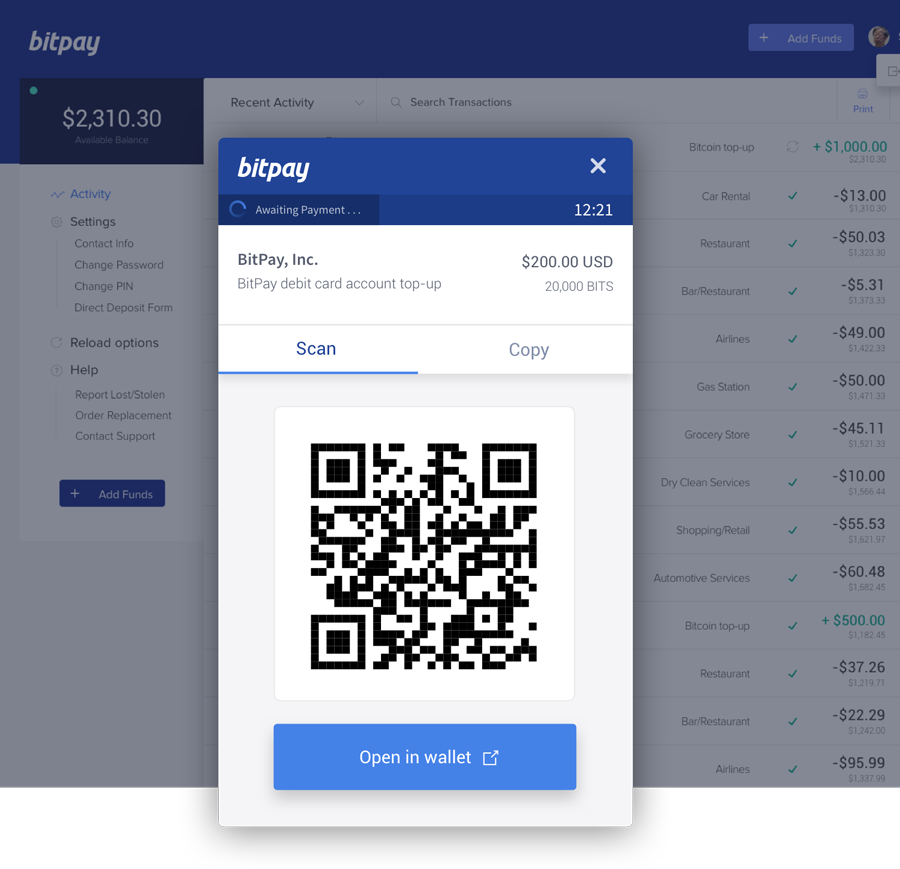 bitpay
+ Add Funds
$2,310.30
Available Balance
Recent Activity
Search Transactions
Print
Activity
Settings
Contact Info
Change Password
Change PIN
Direct Deposit Form
Reload options
Help
Report Lost/Stolen
Order Replacement
Contact Support
+ Add Funds
bitpay
Awaiting Payment . . .
12:21
BitPay, Inc.
$200.00 USD
BitPay debit card account top-up
20,000 BITS
Scan
Copy
Open in wallet
Bitcoin top-up + $1,000.00
$2,310.30
Car Rental -$13.00
$1,310.30
Restaurant -$50.03
$1,323.30
Bar/Restaurant -$5.31
$1,373.33
Airlines -$49.00
$1,422.33
Gas Station -$50.00
$1,471.33
Grocery Store -$45.11
$1,521.33
Dry Clean Services -$10.00
$1,566.44
Shopping/Retail -$55.53
$1,621.97
Automotive Services -$60.48
$1,682.45
Bitcoin top-up + $500.00
$1,182.45
Restaurant -$37.26
$1,219.71
Bar/Restaurant -$22.29
$1,242.00
Airlines -$95.99
$1,337.99